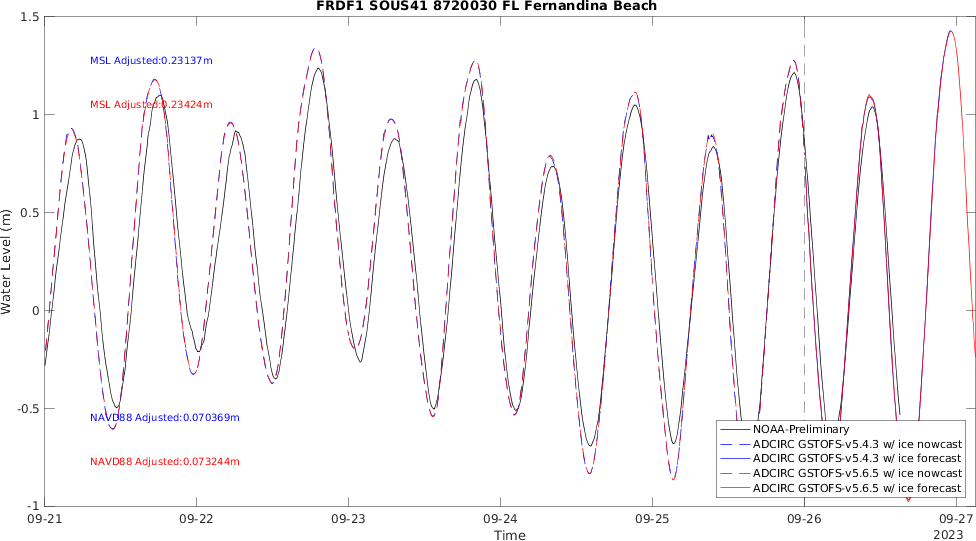 FRDF1 SOUS41 8720030 FL Fernandina Beach
1.5
MSL Adjusted:0.23137m
MSL Adjusted:0.23424m
1
0.5
Water Level (m)
0
-0.5
NAVD88 Adjusted:0.070369m
NAVD88 Adjusted:0.073244m
NOAA-Preliminary
ADCIRC GSTOFS-v5.4.3 w/ ice nowcast
ADCIRC GSTOFS-v5.4.3 w/ ice forecast
ADCIRC GSTOFS-v5.6.5 w/ ice nowcast
ADCIRC GSTOFS-v5.6.5 w/ ice forecast
-1
09-21 09-22 09-23 09-24 09-25 09-26 09-27
Time
2023